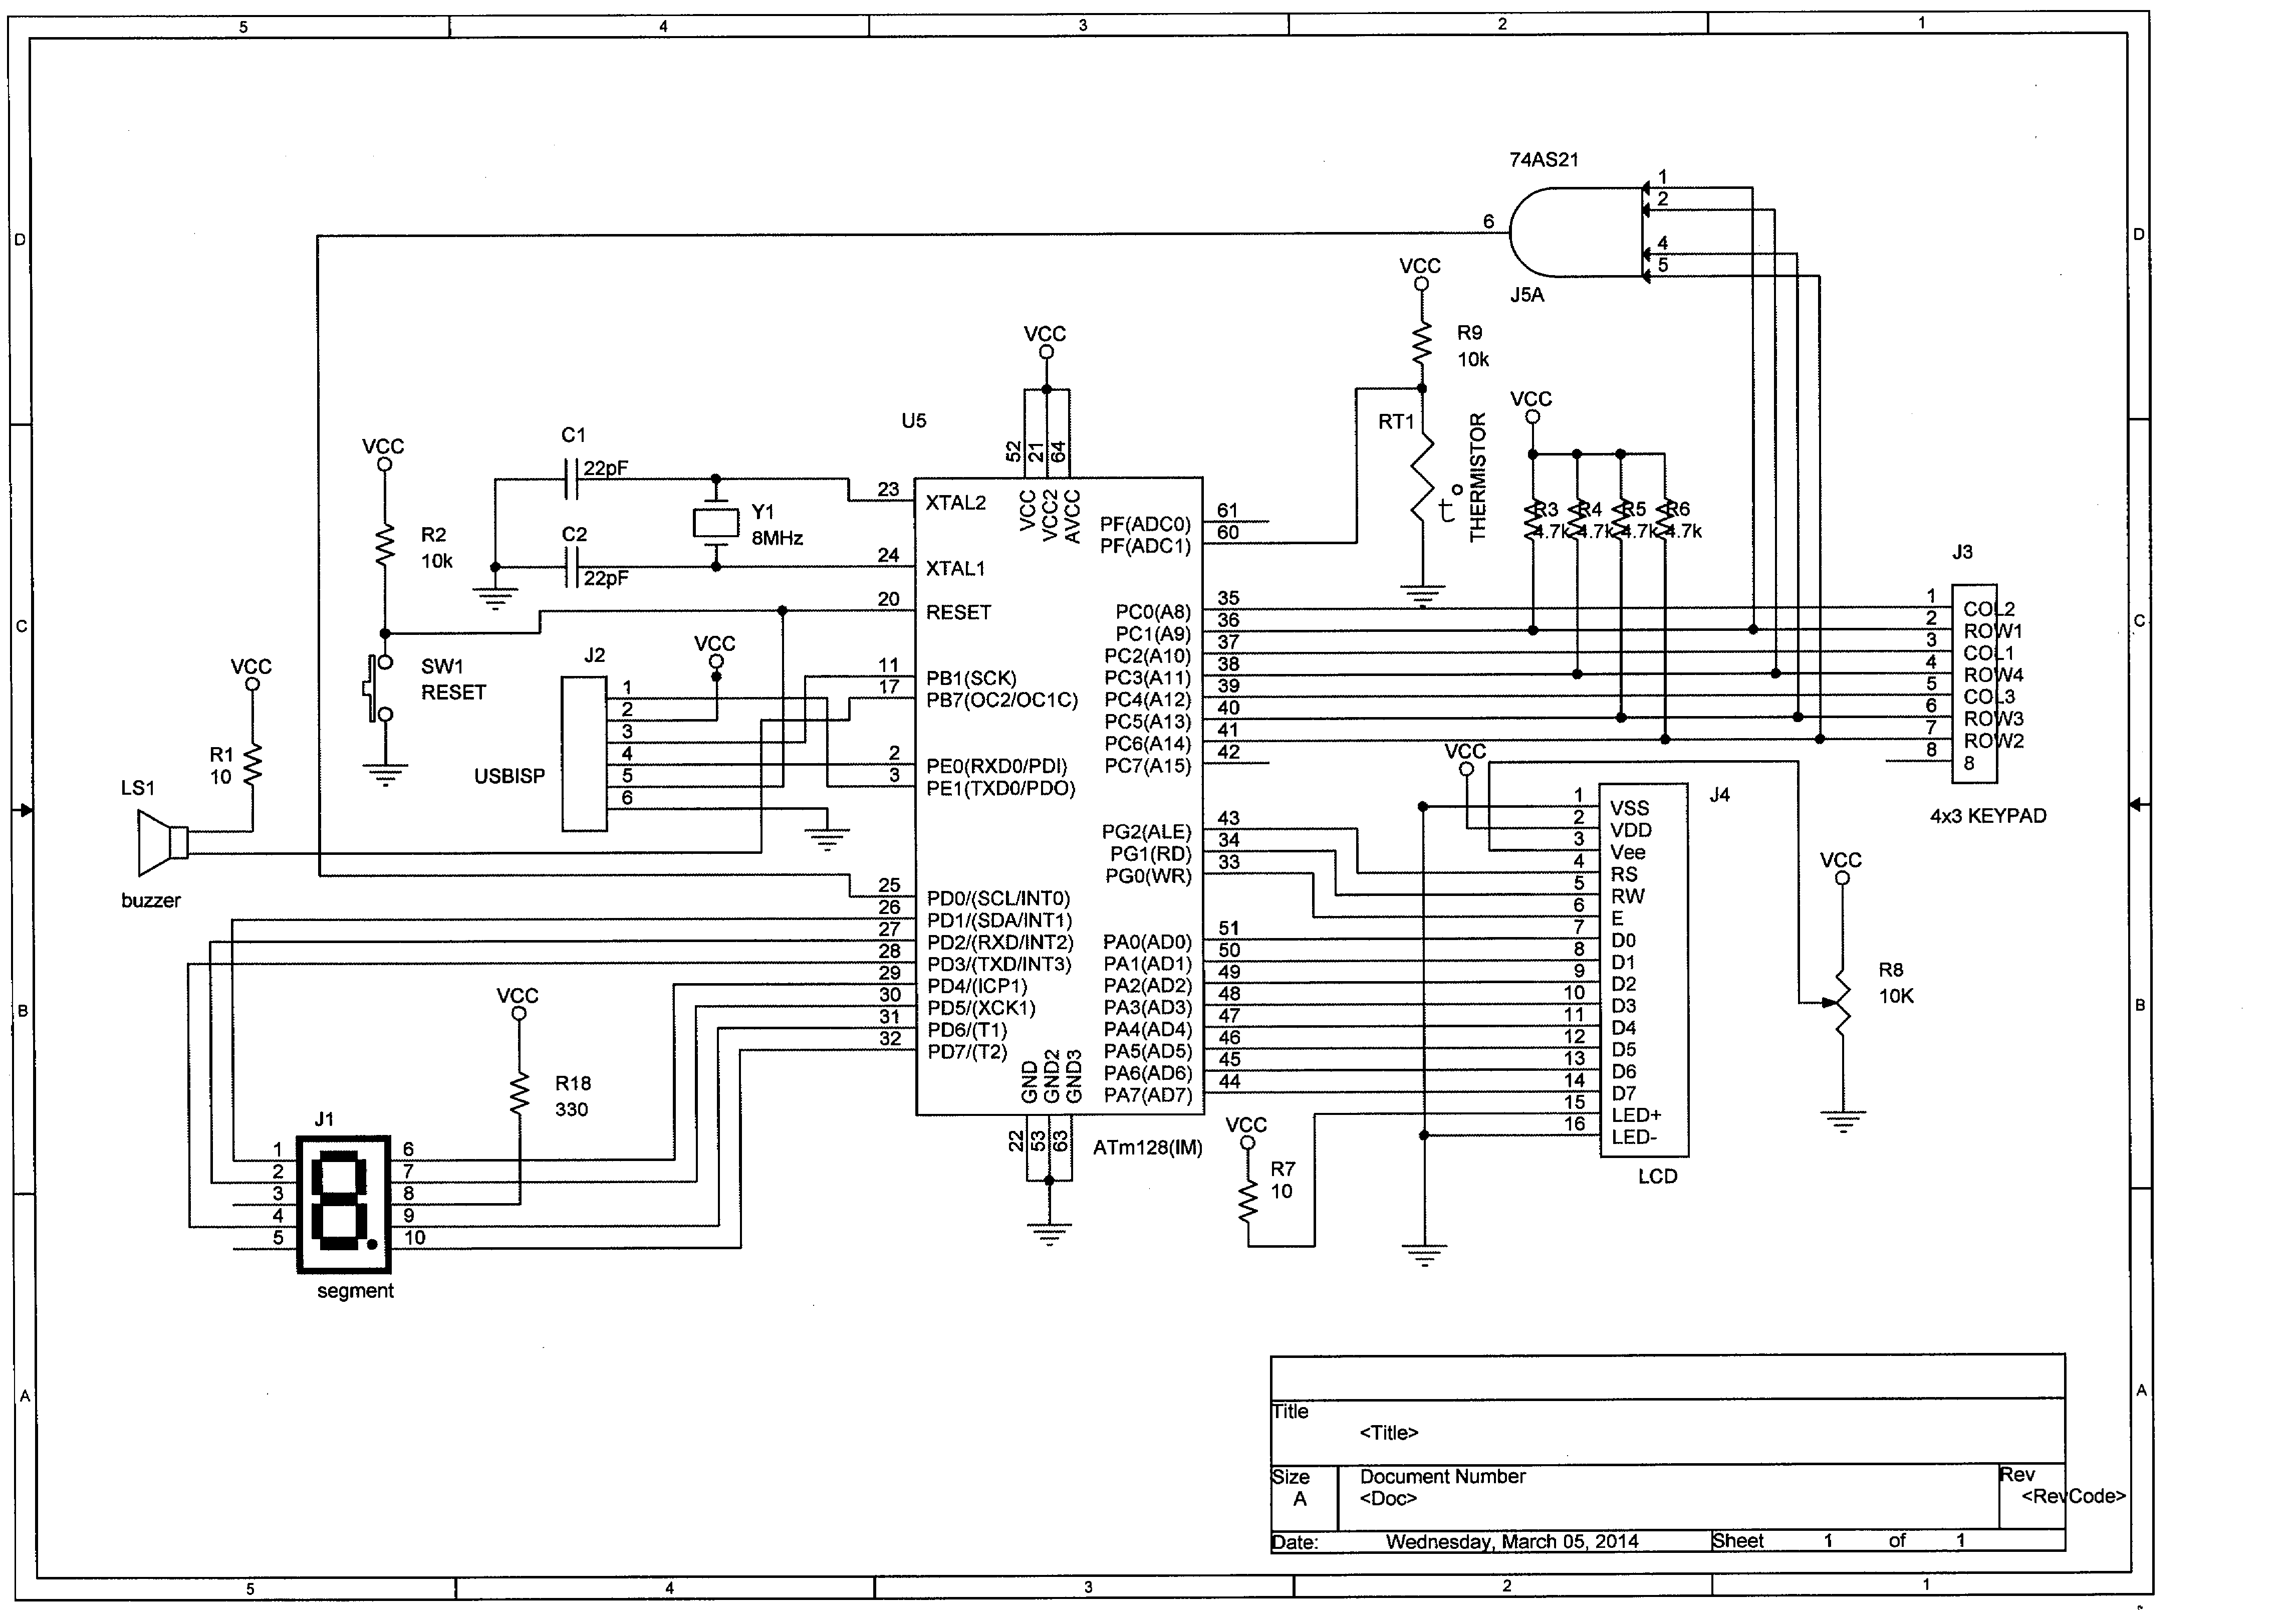 5 4 3 2 1
D D
C C
B B
A A
74AS21
1
2
6
4
5
J5A
VCC
R9
10k
VCC
U5
VCC
RT1
THERMISTOR
t°
VCC
C1
22pF
52 21 64
VCC VCC2 AVCC
23 XTAL2
Y1
8MHz
R2
10k
C2
22pF
24 XTAL1
20 RESET
PF(ADC0) 61
PF(ADC1) 60
R3 R4 R5 R6
4.7k 4.7k 4.7k 4.7k
J3
PC0(A8) 35 1 COL2
PC1(A9) 36 2 ROW1
PC2(A10) 37 3 COL1
PC3(A11) 38 4 ROW4
PC4(A12) 39 5 COL3
PC5(A13) 40 6 ROW3
PC6(A14) 41 7 ROW2
PC7(A15) 42 8 8
4x3 KEYPAD
SW1
RESET
VCC
J2
VCC
1
2
3
4
5
6
USBISP
11 PB1(SCK)
17 PB7(OC2/OC1C)
2 PE0(RXD0/PDI)
3 PE1(TXD0/PDO)
R1
10
LS1
buzzer
VCC
J4
PG2(ALE) 43
PG1(RD) 34
PG0(WR) 33
1 VSS
2 VDD
3 Vee
4 RS
5 RW
6 E
VCC
R8
10K
25 PD0/(SCL/INT0)
26 PD1/(SDA/INT1)
27 PD2/(RXD/INT2)
28 PD3/(TXD/INT3)
29 PD4/(ICP1)
30 PD5/(XCK1)
31 PD6/(T1)
32 PD7/(T2)
PA0(AD0) 51 7 D0
PA1(AD1) 50 8 D1
PA2(AD2) 49 9 D2
PA3(AD3) 48 10 D3
PA4(AD4) 47 11 D4
PA5(AD5) 46 12 D5
PA6(AD6) 45 13 D6
PA7(AD7) 44 14 D7
15 LED+
16 LED-
LCD
GND GND2 GND3
22 53 63
ATm128(IM)
VCC
R7
10
VCC
R18
330
J1
1 6
2 7
3 8
4 9
5 10
segment
Title
<Title>
Size Document Number Rev
A <Doc> <RevCode>
Date: Wednesday, March 05, 2014 Sheet 1 of 1
5 4 3 2 1